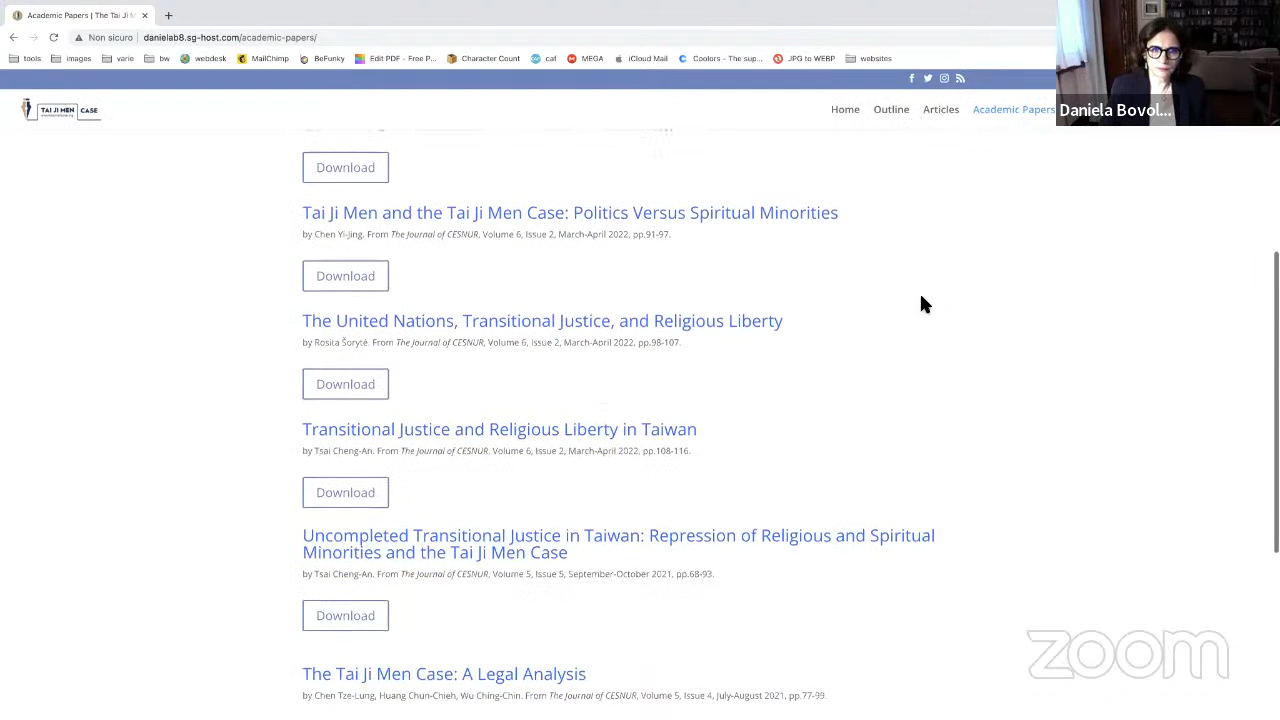 Academic Papers | The Tai Ji M
Non sicuro
danielab8.sg-host.com/academic-papers/
tools images varie bw webdesk MailChimp BeFunky Edit PDF - Free P... Character Count caf MEGA iCloud Mail Coolors - The sup... JPG to WEBP websites
Daniela Bovol...
TAI JI MEN CASE
Home Outline Articles Academic Papers
Download
Tai Ji Men and the Tai Ji Men Case: Politics Versus Spiritual Minorities
by Chen Yi-Jing. From The Journal of CESNUR, Volume 6, Issue 2, March-April 2022, pp.91-97.
Download
The United Nations, Transitional Justice, and Religious Liberty
by Rosita Šorytė. From The Journal of CESNUR, Volume 6, Issue 2, March-April 2022, pp.98-107.
Download
Transitional Justice and Religious Liberty in Taiwan
by Tsai Cheng-An. From The Journal of CESNUR, Volume 6, Issue 2, March-April 2022, pp.108-116.
Download
Uncompleted Transitional Justice in Taiwan: Repression of Religious and Spiritual
Minorities and the Tai Ji Men Case
by Tsai Cheng-An. From The Journal of CESNUR, Volume 5, Issue 5, September-October 2021, pp.68-93.
Download
zoom
The Tai Ji Men Case: A Legal Analysis
by Chen Tze-Lung, Huang Chun-Chieh, Wu Ching-Chin. From The Journal of CESNUR, Volume 5, Issue 4, July-August 2021, pp.77-99.